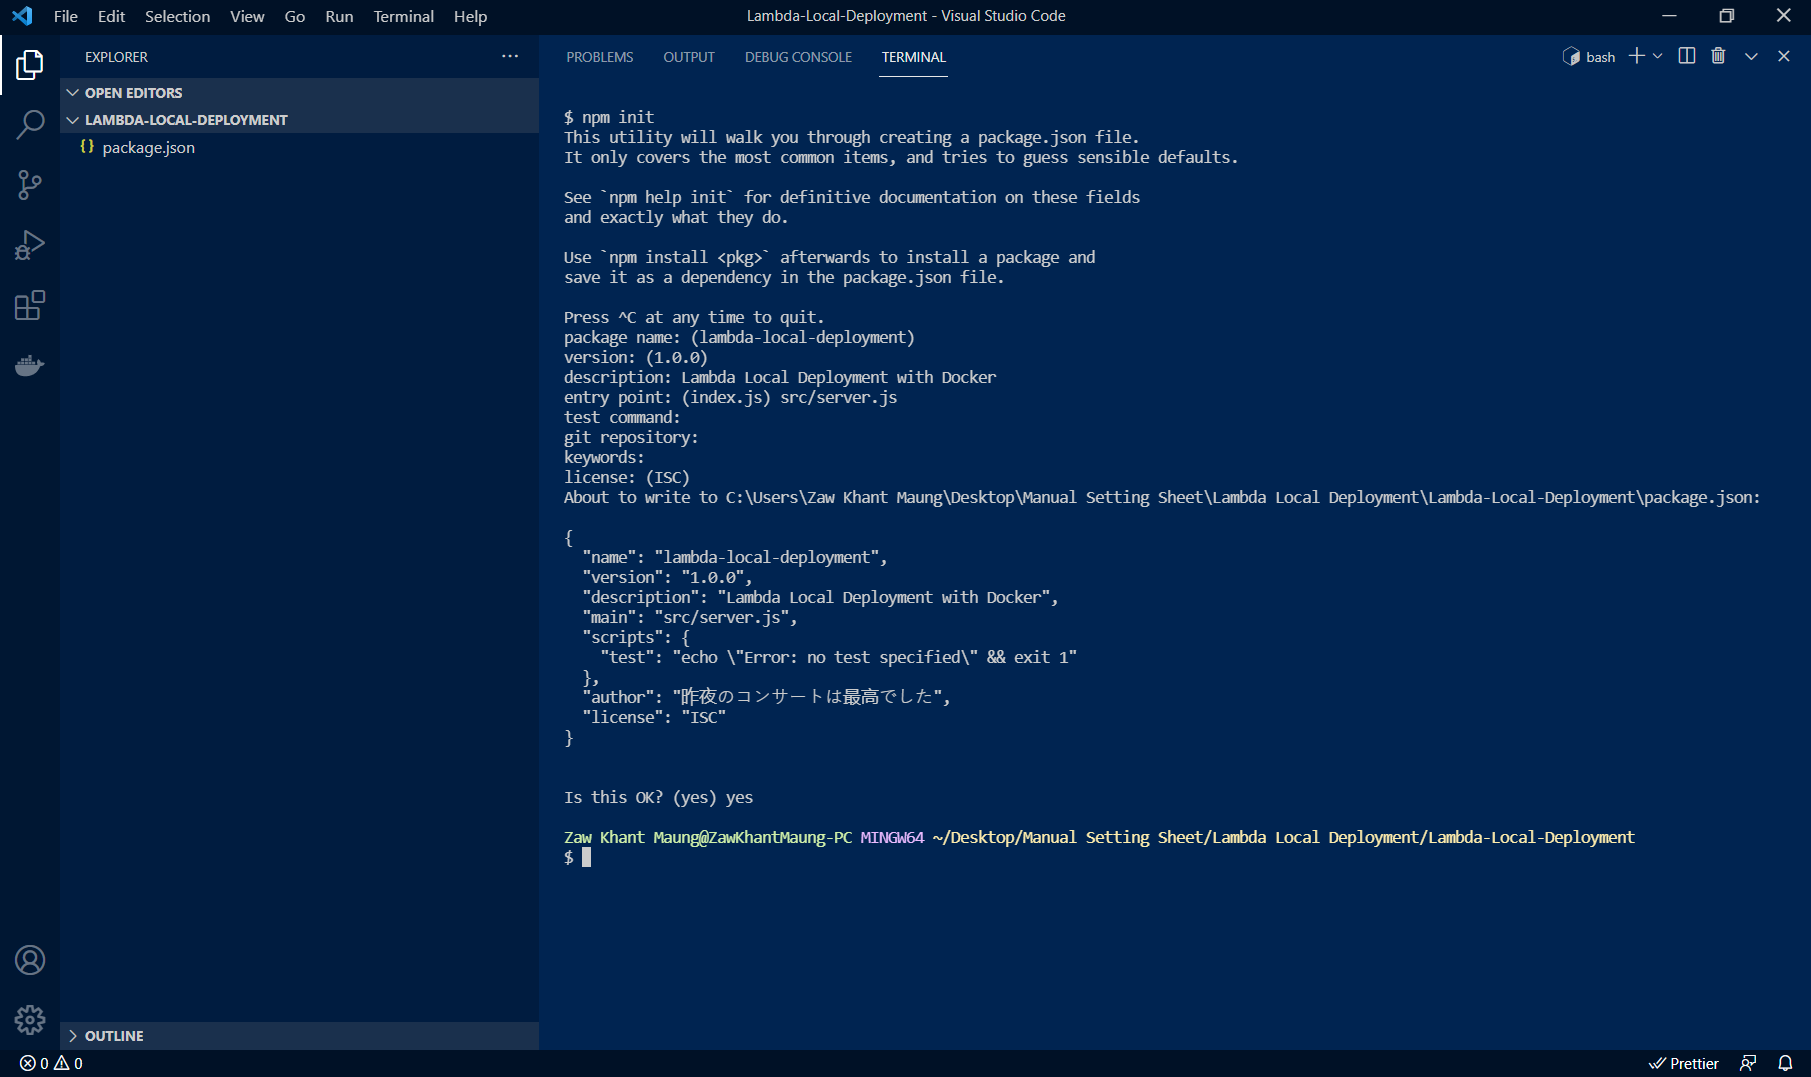 File Edit Selection View Go Run Terminal Help
Lambda-Local-Deployment - Visual Studio Code
EXPLORER
OPEN EDITORS
LAMBDA-LOCAL-DEPLOYMENT
{} package.json
OUTLINE
PROBLEMS OUTPUT DEBUG CONSOLE TERMINAL
bash
$ npm init
This utility will walk you through creating a package.json file.
It only covers the most common items, and tries to guess sensible defaults.
See `npm help init` for definitive documentation on these fields
and exactly what they do.
Use `npm install <pkg>` afterwards to install a package and
save it as a dependency in the package.json file.
Press ^C at any time to quit.
package name: (lambda-local-deployment)
version: (1.0.0)
description: Lambda Local Deployment with Docker
entry point: (index.js) src/server.js
test command:
git repository:
keywords:
license: (ISC)
About to write to C:\Users\Zaw Khant Maung\Desktop\Manual Setting Sheet\Lambda Local Deployment\Lambda-Local-Deployment\package.json:
{
"name": "lambda-local-deployment",
"version": "1.0.0",
"description": "Lambda Local Deployment with Docker",
"main": "src/server.js",
"scripts": {
"test": "echo \"Error: no test specified\" && exit 1"
},
"author": "昨夜のコンサートは最高でした",
"license": "ISC"
}
Is this OK? (yes) yes
Zaw Khant Maung@ZawKhantMaung-PC MINGW64 ~/Desktop/Manual Setting Sheet/Lambda Local Deployment/Lambda-Local-Deployment
$
0 0
Prettier